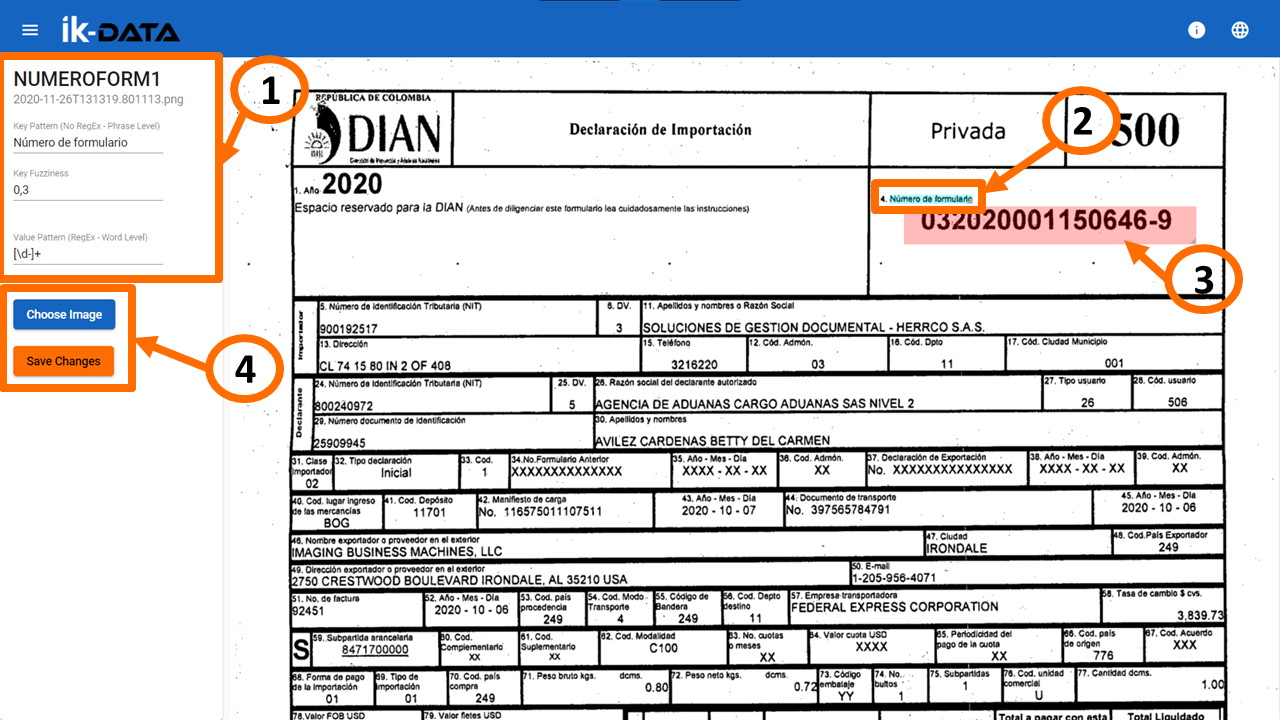 ik-DATA
NUMEROFORM1
2020-11-26T131319.801113.png
Key Pattern (No RegEx - Phrase Level)
Número de formulario
Key Fuzziness
0,3
Value Pattern (RegEx - Word Level)
[\d-]+
Choose Image
Save Changes
1
2
3
4
REPÚBLICA DE COLOMBIA
DIAN
Dirección de Impuestos y Aduanas Nacionales
Declaración de Importación
Privada
500
1. Año 2020
Espacio reservado para la DIAN (Antes de diligenciar este formulario lea cuidadosamente las instrucciones)
4. Número de formulario
032020001150646-9
Importador
5. Número de Identificación Tributaria (NIT) 6. DV. 11. Apellidos y nombres o Razón Social
900192517 3 SOLUCIONES DE GESTION DOCUMENTAL - HERRCO S.A.S.
13. Dirección 15. Teléfono 12. Cód. Admón. 16. Cód. Dpto 17. Cód. Ciudad Municipio
CL 74 15 80 IN 2 OF 408 3216220 03 11 001
Declarante
24. Número de Identificación Tributaria (NIT) 25. DV. 26. Razón social del declarante autorizado 27. Tipo usuario 28. Cód. usuario
800240972 5 AGENCIA DE ADUANAS CARGO ADUANAS SAS NIVEL 2 26 506
29. Número documento de identificación 30. Apellidos y nombres
25909945 AVILEZ CARDENAS BETTY DEL CARMEN
31. Clase Importador 32. Tipo declaración 33. Cod. 34.No.Formulario Anterior 35. Año - Mes - Día 36. Cod. Admón. 37. Declaración de Exportación 38. Año - Mes - Día 39. Cod. Admón.
02 Inicial 1 XXXXXXXXXXXXXX XXXX - XX - XX XX No. XXXXXXXXXXXXXXX XXXX - XX - XX XX
40. Cod. lugar ingreso de las mercancías 41. Cod. Depósito 42. Manifiesto de carga 43. Año - Mes - Día 44. Documento de transporte 45. Año - Mes - Día
BOG 11701 No. 116575011107511 2020 - 10 - 07 No. 397565784791 2020 - 10 - 06
46. Nombre exportador o proveedor en el exterior 47. Ciudad 48. Cod.País Exportador
IMAGING BUSINESS MACHINES, LLC IRONDALE 249
49. Dirección exportador o proveedor en el exterior 50. E-mail
2750 CRESTWOOD BOULEVARD IRONDALE, AL 35210 USA 1-205-956-4071
51. No. de factura 52. Año - Mes - Día 53. Cod. país procedencia 54. Cod. Modo Transporte 55. Código de Bandera 56. Cod. Depto destino 57. Empresa transportadora 58. Tasa de cambio $ cvs.
92451 2020 - 10 - 06 249 4 249 11 FEDERAL EXPRESS CORPORATION 3,839.73
S 59. Subpartida arancelaria 60. Cod. Complementario 61. Cod. Suplementario 62. Cod. Modalidad 63. No. cuotas o meses 64. Valor cuota USD 65. Periodicidad del pago de la cuota 66. Cod. país de origen 67. Cod. Acuerdo
8471700000 XX XX C100 XX XXXX XX 776 XXX
68. Forma de pago de la Importación 69. Tipo de importación 70. Cod. país compra 71. Peso bruto kgs. dcms. 72. Peso neto kgs. dcms. 73. Código embalaje 74. No. bultos 75. Subpartidas 76. Cod. unidad comercial 77. Cantidad dcms.
01 01 249 0.80 0.72 YY 1 1 U 1.00
78.Valor FOB USD 79. Valor fletes USD Total a pagar con esta Total Liquidado